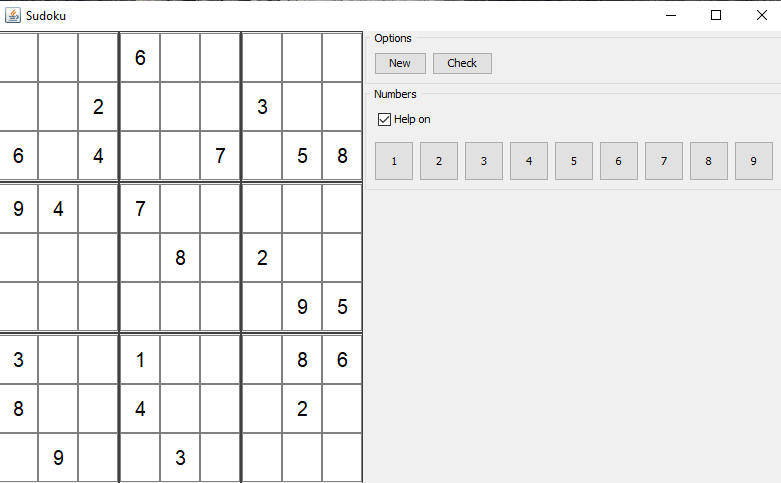 Sudoku
Options
New Check
Numbers
Help on
1 2 3 4 5 6 7 8 9
6
2 3
6 4 7 5 8
9 4 7
8 2
9 5
3 1 8 6
8 4 2
9 3